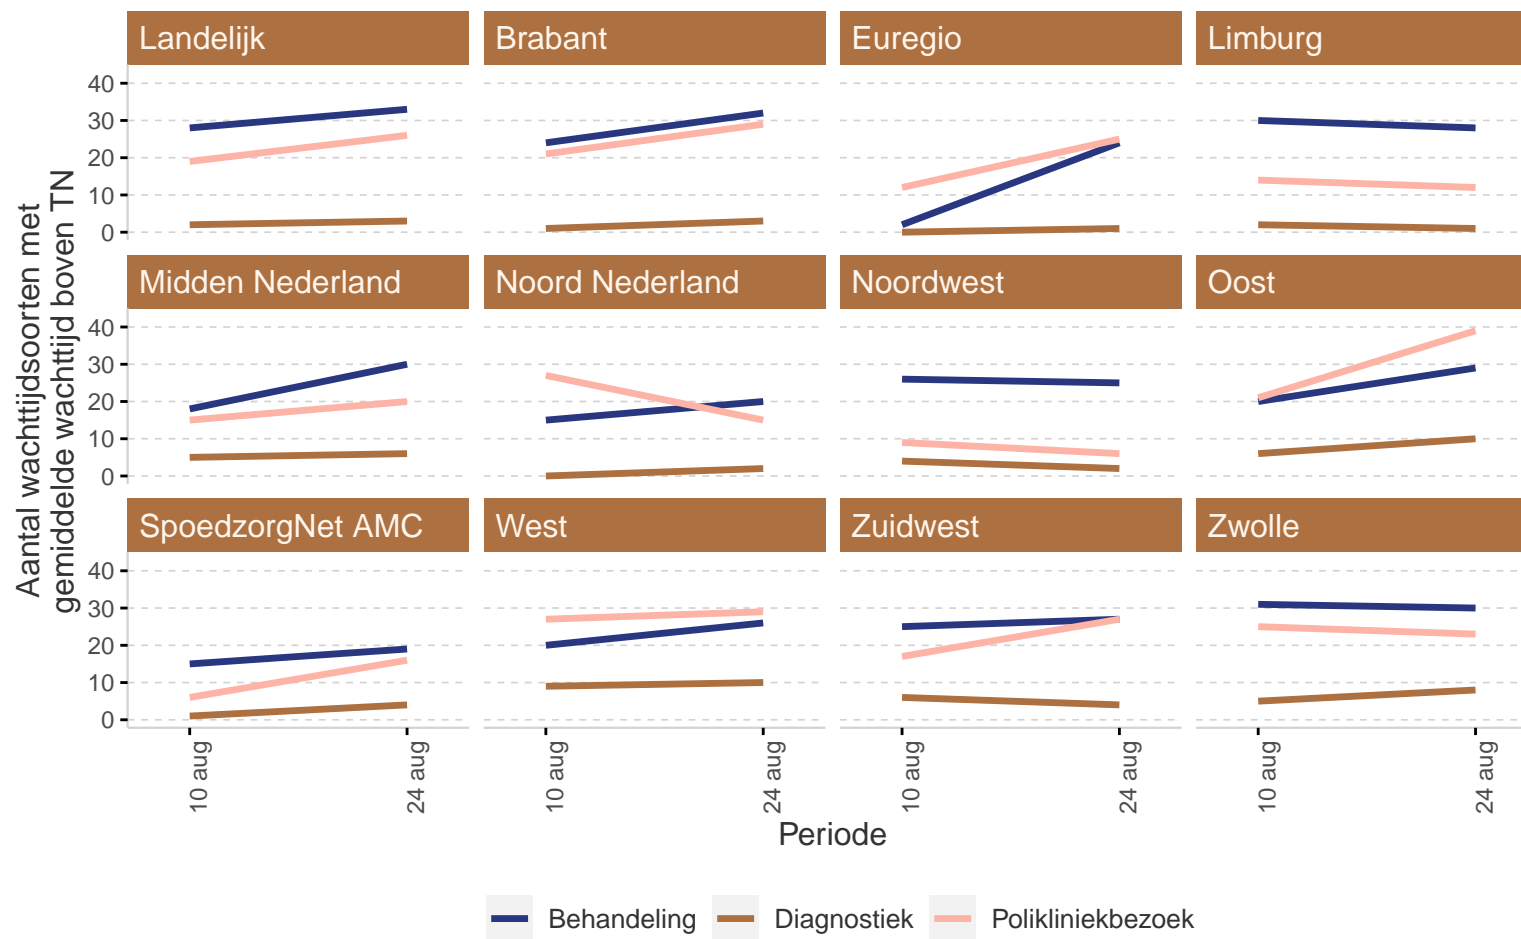 Aantal wachttijdsoorten met
gemiddelde wachttijd boven TN
Landelijk
Brabant
Euregio
Limburg
40
30
20
10
0
Midden Nederland
Noord Nederland
Noordwest
Oost
40
30
20
10
0
SpoedzorgNet AMC
West
Zuidwest
Zwolle
40
30
20
10
0
10 aug
24 aug
10 aug
24 aug
10 aug
24 aug
10 aug
24 aug
Periode
Behandeling
Diagnostiek
Polikliniekbezoek